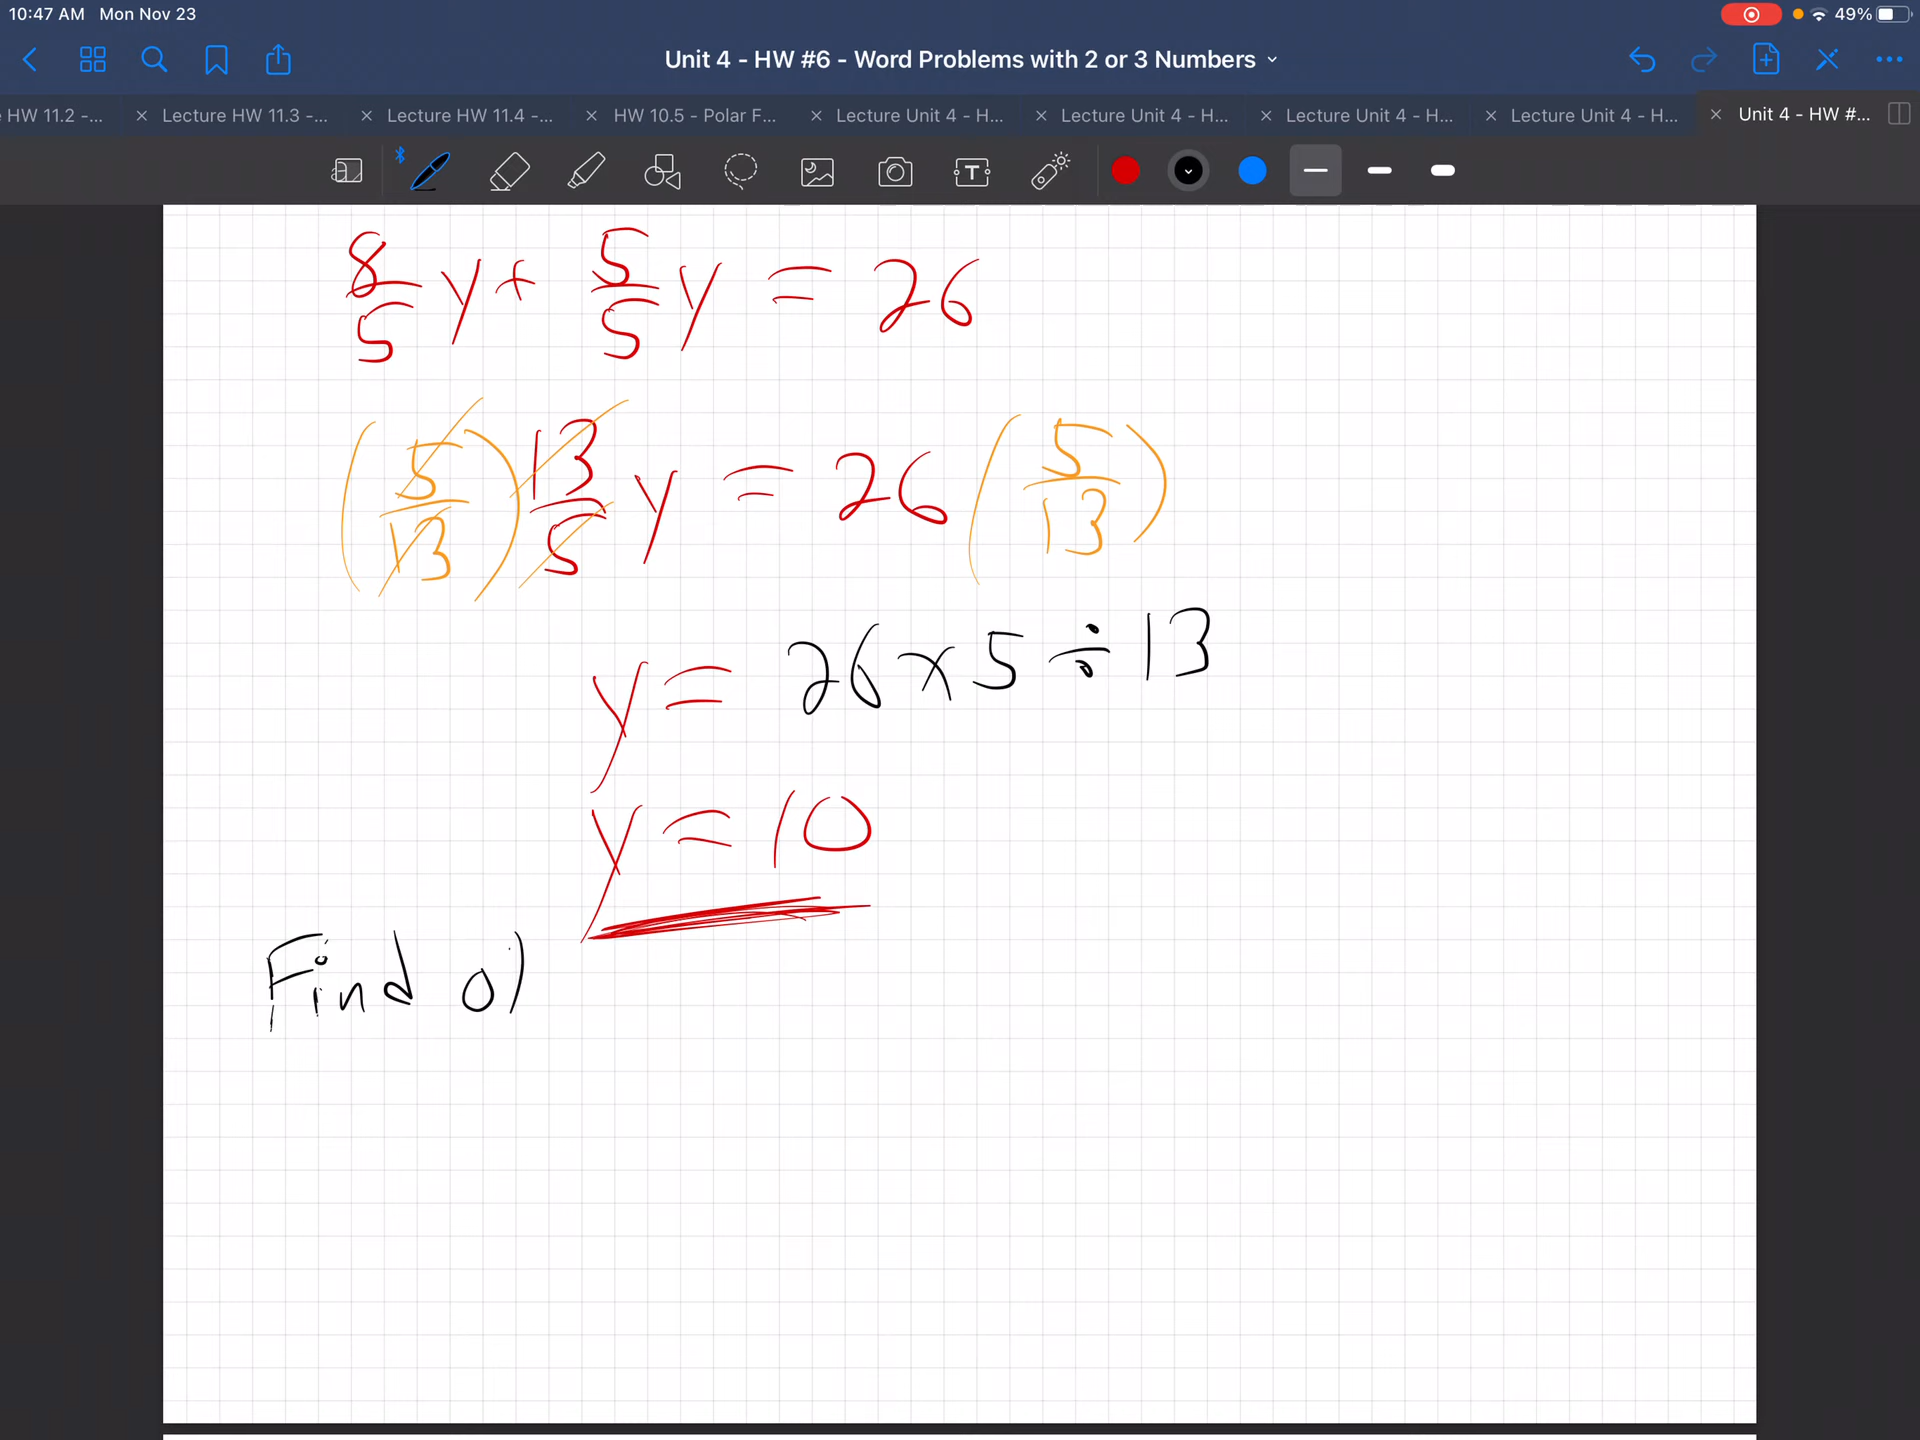 10:47 AM Mon Nov 23
49%
Unit 4 - HW #6 - Word Problems with 2 or 3 Numbers
HW 11.2 -... Lecture HW 11.3 -... Lecture HW 11.4 -... HW 10.5 - Polar F... Lecture Unit 4 - H... Lecture Unit 4 - H... Lecture Unit 4 - H... Lecture Unit 4 - H... Unit 4 - HW #...
T
8/5 y + 5/5 y = 26
(5/13) 13/5 y = 26 (5/13)
y = 26 x 5 ÷ 13
y = 10
Find a)